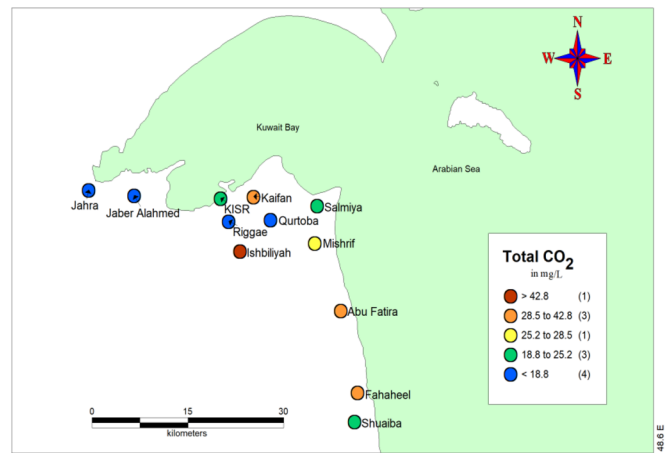 N
W E
S
Kuwait Bay
Arabian Sea
Jahra
Jaber Alahmed
KISR
Kaifan
Salmiya
Riggae
Qurtoba
Ishbiliyah
Mishrif
Abu Fatira
Fahaheel
Shuaiba
Total CO2
in mg/L
> 42.8 (1)
28.5 to 42.8 (3)
25.2 to 28.5 (1)
18.8 to 25.2 (3)
< 18.8 (4)
0 15 30
kilometers
48.6 E